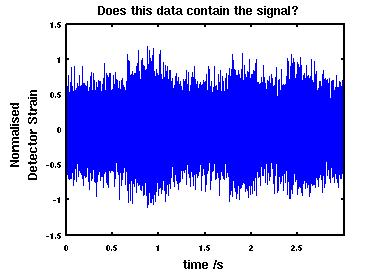 Does this data contain the signal?
1.5
1
0.5
0
-0.5
-1
-1.5
Normalised
Detector Strain
0 0.5 1 1.5 2 2.5
time /s